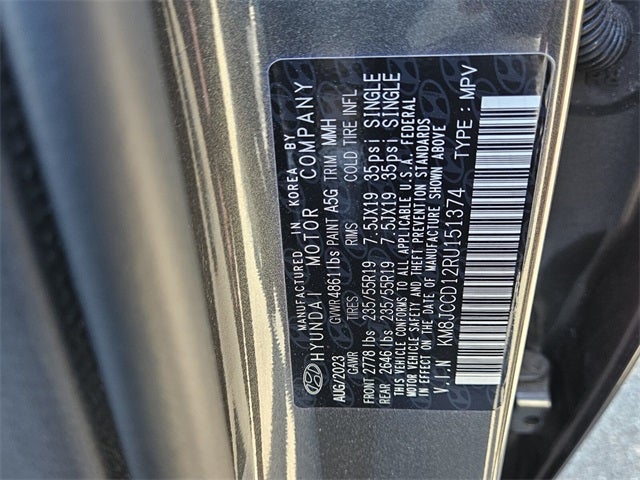 MANUFACTURED IN KOREA BY
HYUNDAI MOTOR COMPANY
AUG/2023 GVWR 4861 lbs PAINT A5G TRIM MMH
GAWR TIRES RIMS COLD TIRE INFL
FRONT 2778 lbs 235/55R19 7.5JX19 35psi SINGLE
REAR 2646 lbs 235/55R19 7.5JX19 35psi SINGLE
THIS VEHICLE CONFORMS TO ALL APPLICABLE U.S.A. FEDERAL
MOTOR VEHICLE SAFETY, AND THEFT PREVENTION STANDARDS
IN EFFECT ON THE DATE OF MANUFACTURE SHOWN ABOVE
V.I.N KM8JCCD12RU151374 TYPE : MPV